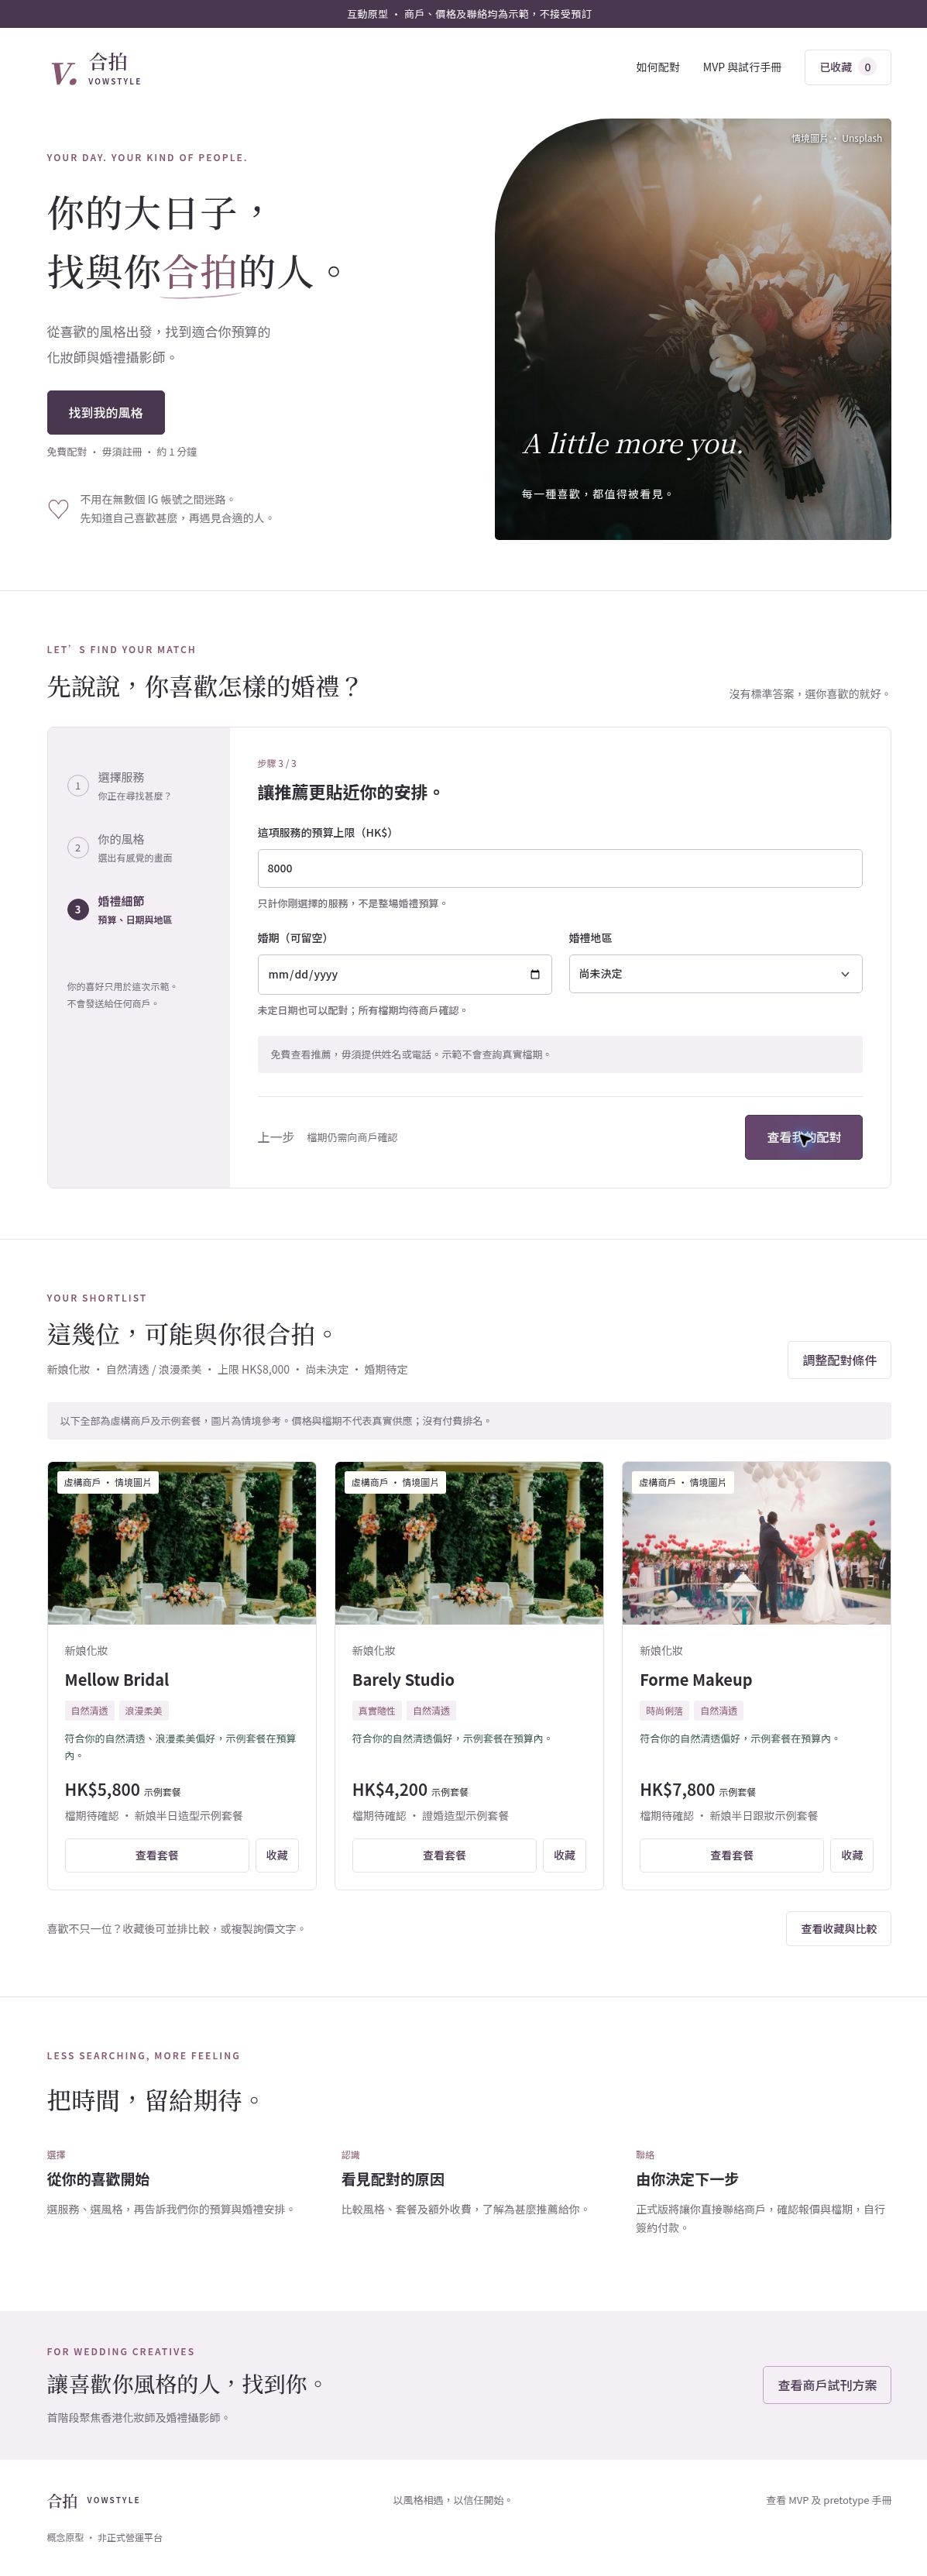 互動原型 · 商戶、價格及聯絡均為示範，不接受預訂
V. 合拍
VOWSTYLE
如何配對
MVP 與試行手冊
已收藏 0
情境圖片 · Unsplash
YOUR DAY. YOUR KIND OF PEOPLE.
你的大日子，
找與你合拍的人。
從喜歡的風格出發，找到適合你預算的
化妝師與婚禮攝影師。
找到我的風格
免費配對 · 毋須註冊 · 約 1 分鐘
不用在無數個 IG 帳號之間迷路。
先知道自己喜歡甚麼，再遇見合適的人。
A little more you.
每一種喜歡，都值得被看見。
LET’S FIND YOUR MATCH
先說說，你喜歡怎樣的婚禮？
沒有標準答案，選你喜歡的就好。
1 選擇服務
你正在尋找甚麼？
2 你的風格
選出有感覺的畫面
3 婚禮細節
預算、日期與地區
你的喜好只用於這次示範。
不會發送給任何商戶。
步驟 3 / 3
讓推薦更貼近你的安排。
這項服務的預算上限（HK$）
8000
只計你剛選擇的服務，不是整場婚禮預算。
婚期（可留空）
mm/dd/yyyy
未定日期也可以配對；所有檔期均待商戶確認。
婚禮地區
尚未決定
免費查看推薦，毋須提供姓名或電話。示範不會查詢真實檔期。
上一步
檔期仍需向商戶確認
查看我的配對
YOUR SHORTLIST
這幾位，可能與你很合拍。
新娘化妝 · 自然清透 / 浪漫柔美 · 上限 HK$8,000 · 尚未決定 · 婚期待定
調整配對條件
以下全部為虛構商戶及示例套餐，圖片為情境參考。價格與檔期不代表真實供應；沒有付費排名。
虛構商戶 · 情境圖片
新娘化妝
Mellow Bridal
自然清透 浪漫柔美
符合你的自然清透、浪漫柔美偏好，示例套餐在預算
內。
HK$5,800 示例套餐
檔期待確認 · 新娘半日造型示例套餐
查看套餐 收藏
虛構商戶 · 情境圖片
新娘化妝
Barely Studio
真實隨性 自然清透
符合你的自然清透偏好，示例套餐在預算內。
HK$4,200 示例套餐
檔期待確認 · 證婚造型示例套餐
查看套餐 收藏
虛構商戶 · 情境圖片
新娘化妝
Forme Makeup
時尚俐落 自然清透
符合你的自然清透偏好，示例套餐在預算內。
HK$7,800 示例套餐
檔期待確認 · 新娘半日跟妝示例套餐
查看套餐 收藏
喜歡不只一位？收藏後可並排比較，或複製詢價文字。
查看收藏與比較
LESS SEARCHING, MORE FEELING
把時間，留給期待。
選擇
從你的喜歡開始
選服務、選風格，再告訴我們你的預算與婚禮安排。
認識
看見配對的原因
比較風格、套餐及額外收費，了解為甚麼推薦給你。
聯絡
由你決定下一步
正式版將讓你直接聯絡商戶，確認報價與檔期，自行
簽約付款。
FOR WEDDING CREATIVES
讓喜歡你風格的人，找到你。
首階段聚焦香港化妝師及婚禮攝影師。
查看商戶試刊方案
合拍 VOWSTYLE
以風格相遇，以信任開始。
查看 MVP 及 pretotype 手冊
概念原型 · 非正式營運平台